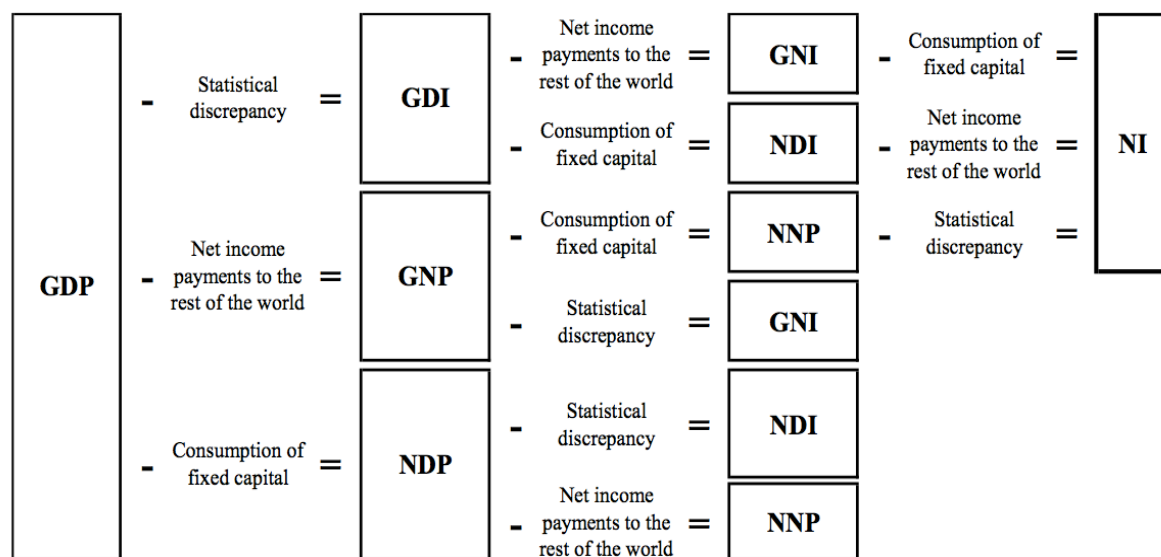 Net income
payments to the
rest of the world
- = GNI - Consumption of
fixed capital =
- Statistical
discrepancy = GDI
- Consumption of
fixed capital = NDI - Net income
payments to the
rest of the world = NI
- Consumption of
fixed capital = NNP - Statistical
discrepancy =
GDP - Net income
payments to the
rest of the world = GNP
- Statistical
discrepancy = GNI
- Statistical
discrepancy = NDI
- Consumption of
fixed capital = NDP
- Net income
payments to the
rest of the world = NNP